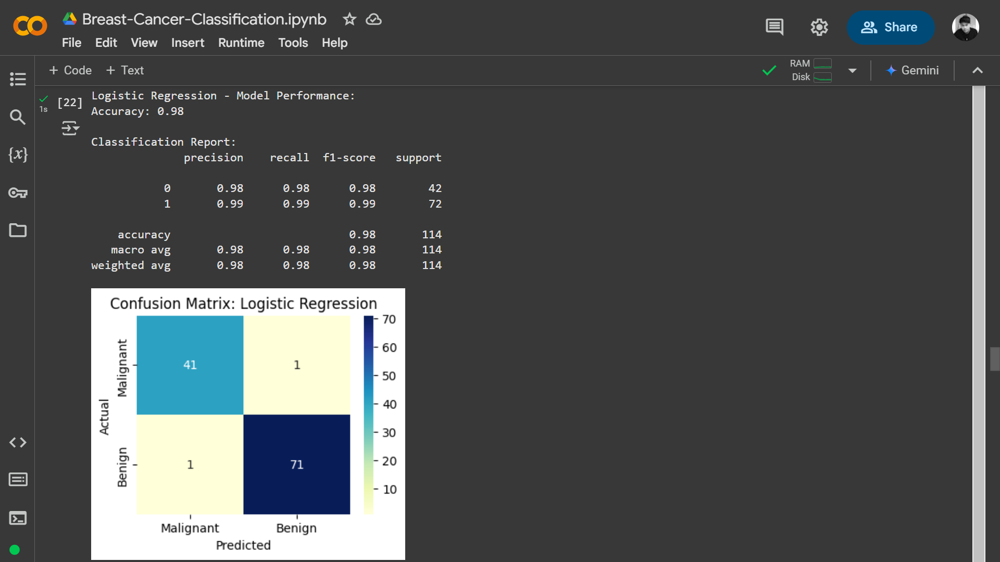 Breast-Cancer-Classification.ipynb
File Edit View Insert Runtime Tools Help
Share
+ Code + Text
RAM
Disk
Gemini
1s
[22]
Logistic Regression - Model Performance:
Accuracy: 0.98
Classification Report:
precision recall f1-score support
0 0.98 0.98 0.98 42
1 0.99 0.99 0.99 72
accuracy 0.98 114
macro avg 0.98 0.98 0.98 114
weighted avg 0.98 0.98 0.98 114
Confusion Matrix: Logistic Regression
Actual
Malignant
Benign
41 1
1 71
Malignant Benign
Predicted
70
60
50
40
30
20
10
{x}